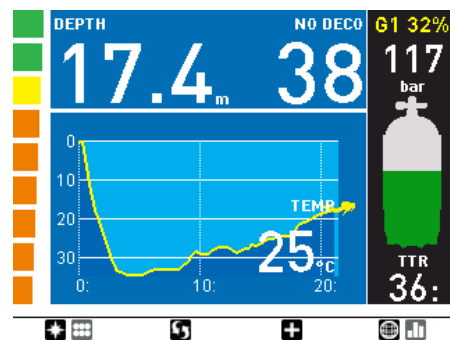 DEPTH NO DECO G1 32%
17.4m 38 117
bar
0
10
20 TEMP
25°C
30
0: 10: 20:
TTR
36: